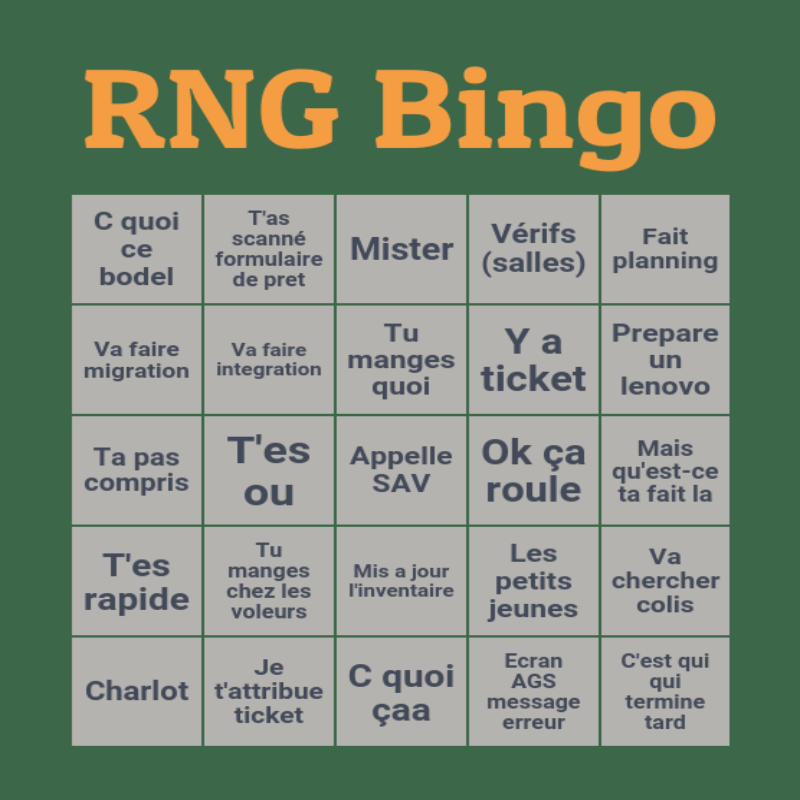 RNG Bingo
C quoi
ce
bodel
T'as
scanné
formulaire
de pret
Mister
Vérifs
(salles)
Fait
planning
Va faire
migration
Va faire
integration
Tu
manges
quoi
Y a
ticket
Prepare
un
lenovo
Ta pas
compris
T'es
ou
Appelle
SAV
Ok ça
roule
Mais
qu'est-ce
ta fait la
T'es
rapide
Tu
manges
chez les
voleurs
Mis a jour
l'inventaire
Les
petits
jeunes
Va
chercher
colis
Charlot
Je
t'attribue
ticket
C quoi
çaa
Ecran
AGS
message
erreur
C'est qui
qui
termine
tard